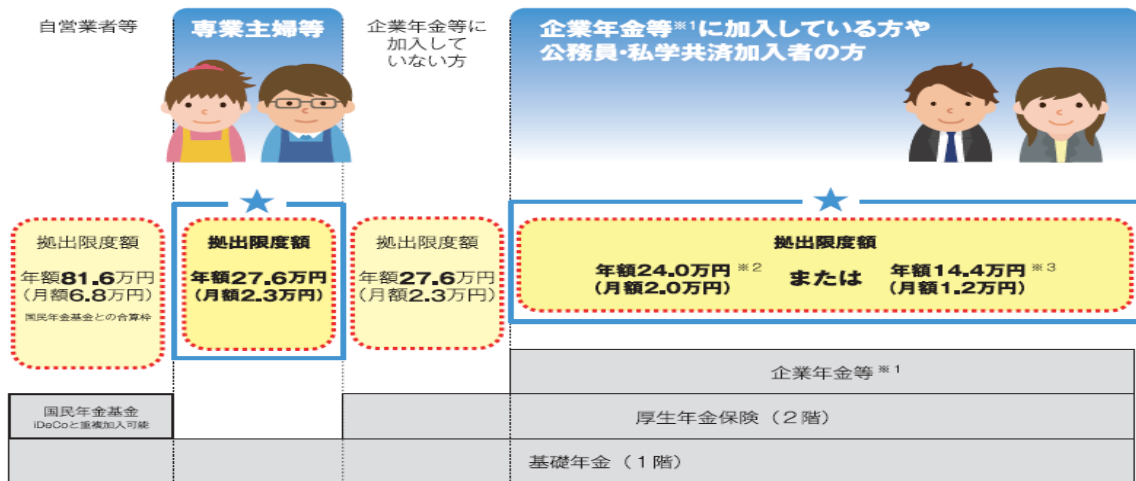 自営業者等
専業主婦等
企業年金等に
加入して
いない方
企業年金等※1に加入している方や
公務員・私学共済加入者の方
拠出限度額
年額81.6万円
(月額6.8万円)
国民年金基金との合算枠
拠出限度額
年額27.6万円
(月額2.3万円)
拠出限度額
年額27.6万円
(月額2.3万円)
拠出限度額
年額24.0万円※2
(月額2.0万円)
または
年額14.4万円※3
(月額1.2万円)
企業年金等※1
国民年金基金
iDeCoと重複加入可能
厚生年金保険（2階）
基礎年金（1階）